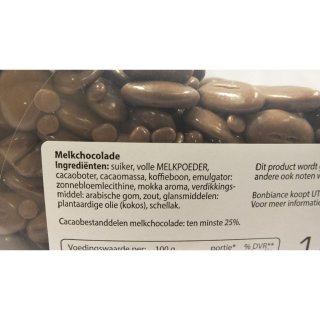 Melkchocolade
Ingrediënten: suiker, volle MELKPOEDER,
cacaoboter, cacaomassa, koffieboon, emulgator:
zonnebloemlecithine, mokka aroma, verdikkings-
middel: arabische gom, zout, glansmiddelen:
plantaardige olie (kokos), schellak.
Cacaobestanddelen melkchocolade: ten minste 25%.
Voedingswaarde per: 100 g portie* % DVR**
Dit product wordt
andere ook noten
Bonbiance koopt UT
Voor meer informatie
1